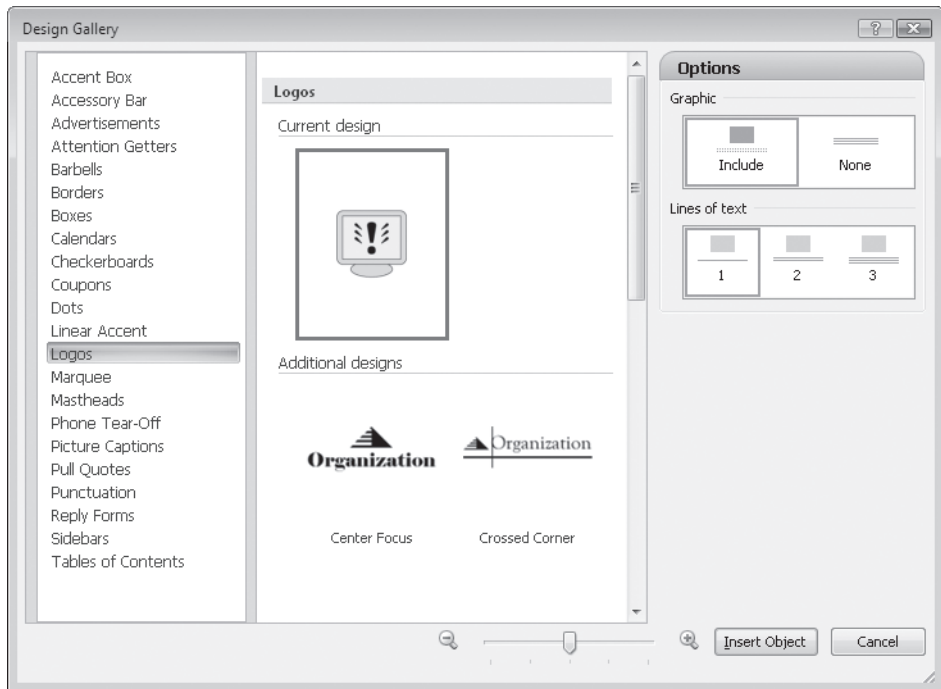 Design Gallery
Accent Box
Accessory Bar
Advertisements
Attention Getters
Barbells
Borders
Boxes
Calendars
Checkerboards
Coupons
Dots
Linear Accent
Logos
Marquee
Mastheads
Phone Tear-Off
Picture Captions
Pull Quotes
Punctuation
Reply Forms
Sidebars
Tables of Contents
Logos
Current design
Additional designs
Organization
Organization
Center Focus
Crossed Corner
Options
Graphic
Include
None
Lines of text
1
2
3
Insert Object
Cancel